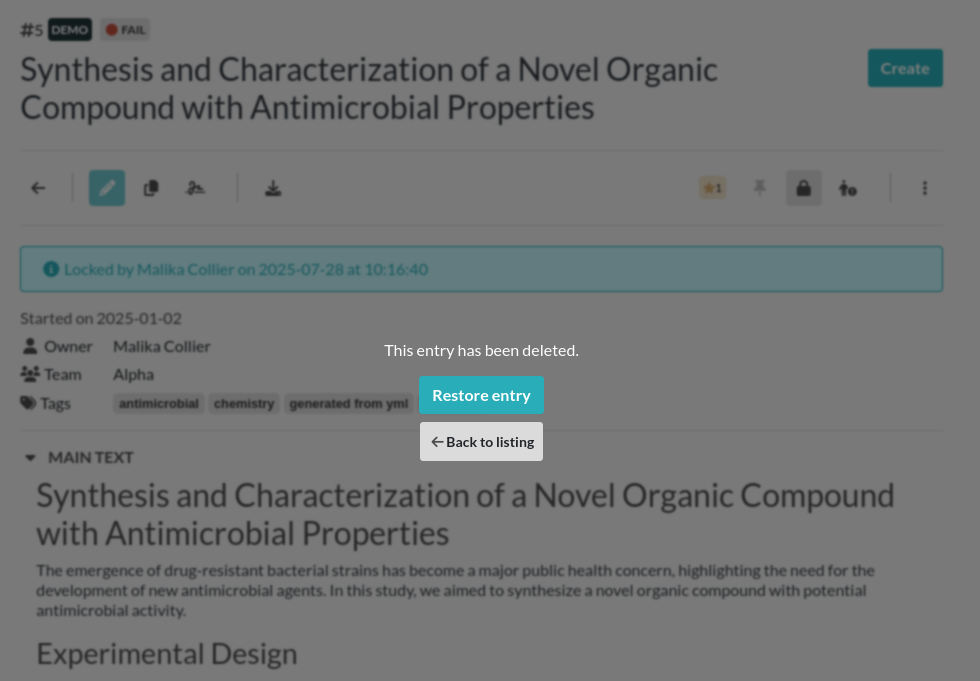 #5 DEMO FAIL
Synthesis and Characterization of a Novel Organic
Compound with Antimicrobial Properties
Create
1
Locked by Malika Collier on 2025-07-28 at 10:16:40
Started on 2025-01-02
Owner Malika Collier
Team Alpha
Tags antimicrobial chemistry generated from yml
This entry has been deleted.
Restore entry
Back to listing
MAIN TEXT
Synthesis and Characterization of a Novel Organic Compound
with Antimicrobial Properties
The emergence of drug-resistant bacterial strains has become a major public health concern, highlighting the need for the
development of new antimicrobial agents. In this study, we aimed to synthesize a novel organic compound with potential
antimicrobial activity.
Experimental Design